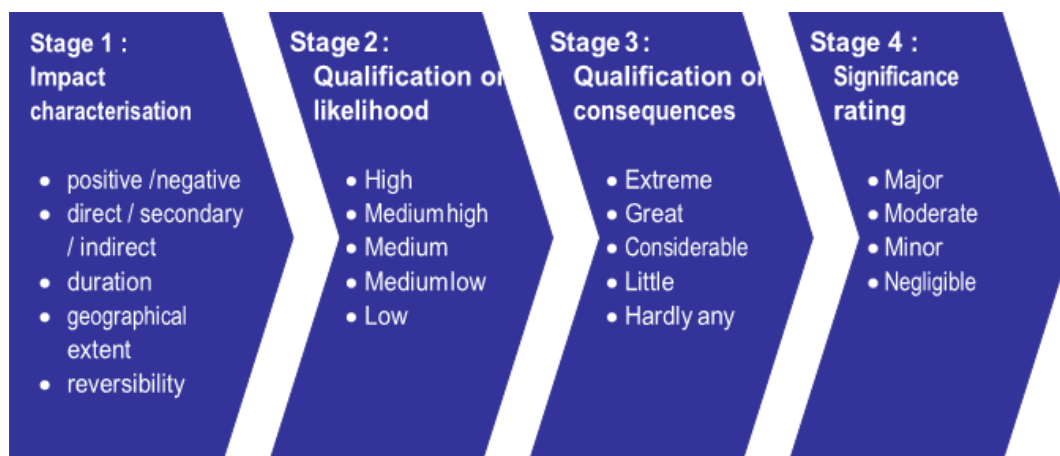 Stage 1 :
Impact
characterisation
• positive /negative
• direct / secondary
/ indirect
• duration
• geographical
extent
• reversibility
Stage 2 :
Qualification or
likelihood
• High
• Medium high
• Medium
• Medium low
• Low
Stage 3 :
Qualification or
consequences
• Extreme
• Great
• Considerable
• Little
• Hardly any
Stage 4 :
Significance
rating
• Major
• Moderate
• Minor
• Negligible